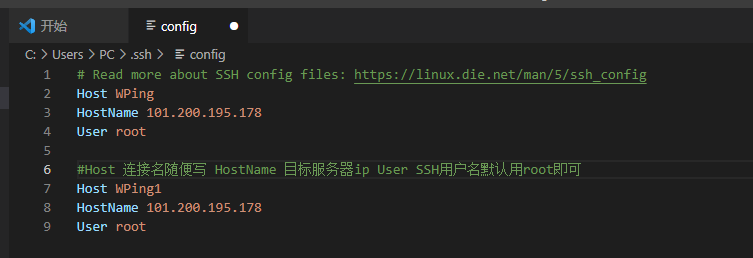 开始
config
C: > Users > PC > .ssh > config
1 # Read more about SSH config files: https://linux.die.net/man/5/ssh_config
2 Host WPing
3 HostName 101.200.195.178
4 User root
5
6 #Host 连接名随便写 HostName 目标服务器ip User SSH用户名默认用root即可
7 Host WPing1
8 HostName 101.200.195.178
9 User root